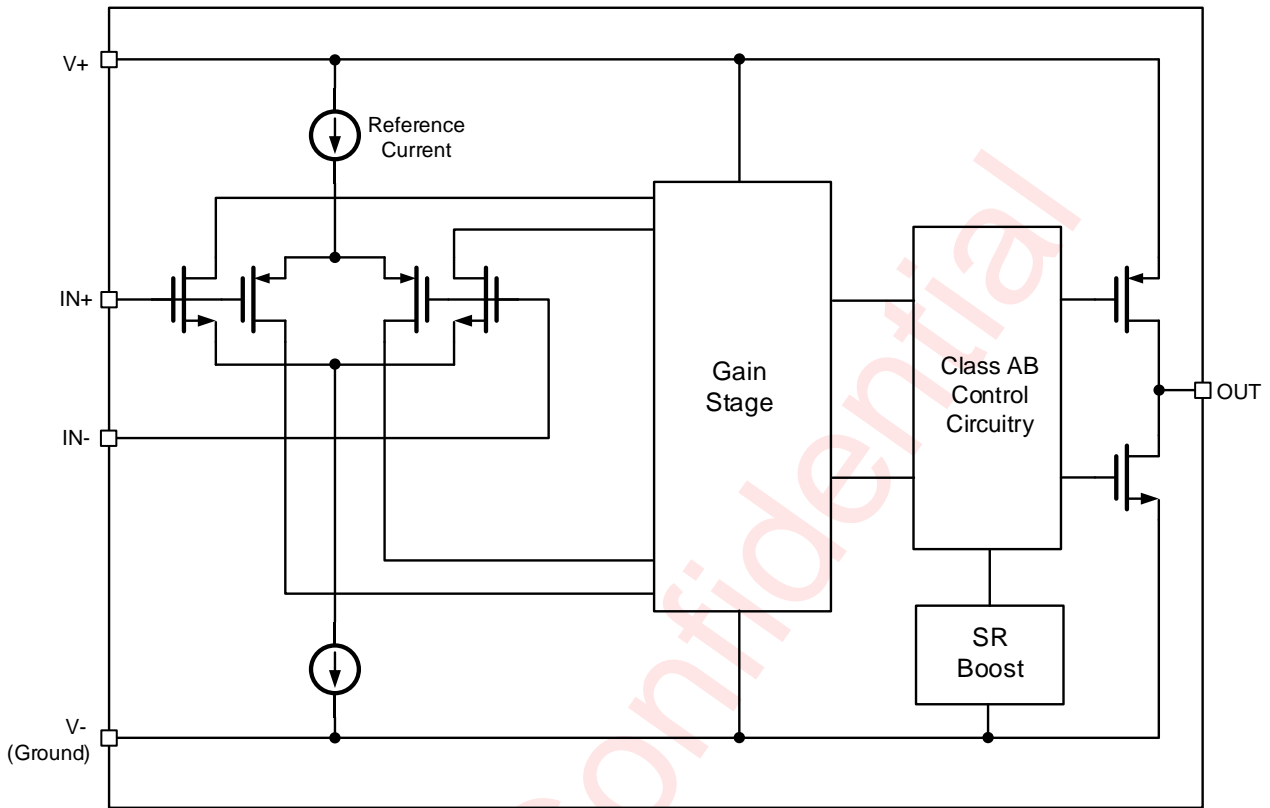 V+
Reference
Current
IN+
Gain
Stage
Class AB
Control
Circuitry
OUT
IN-
SR
Boost
V-
(Ground)
Confidential